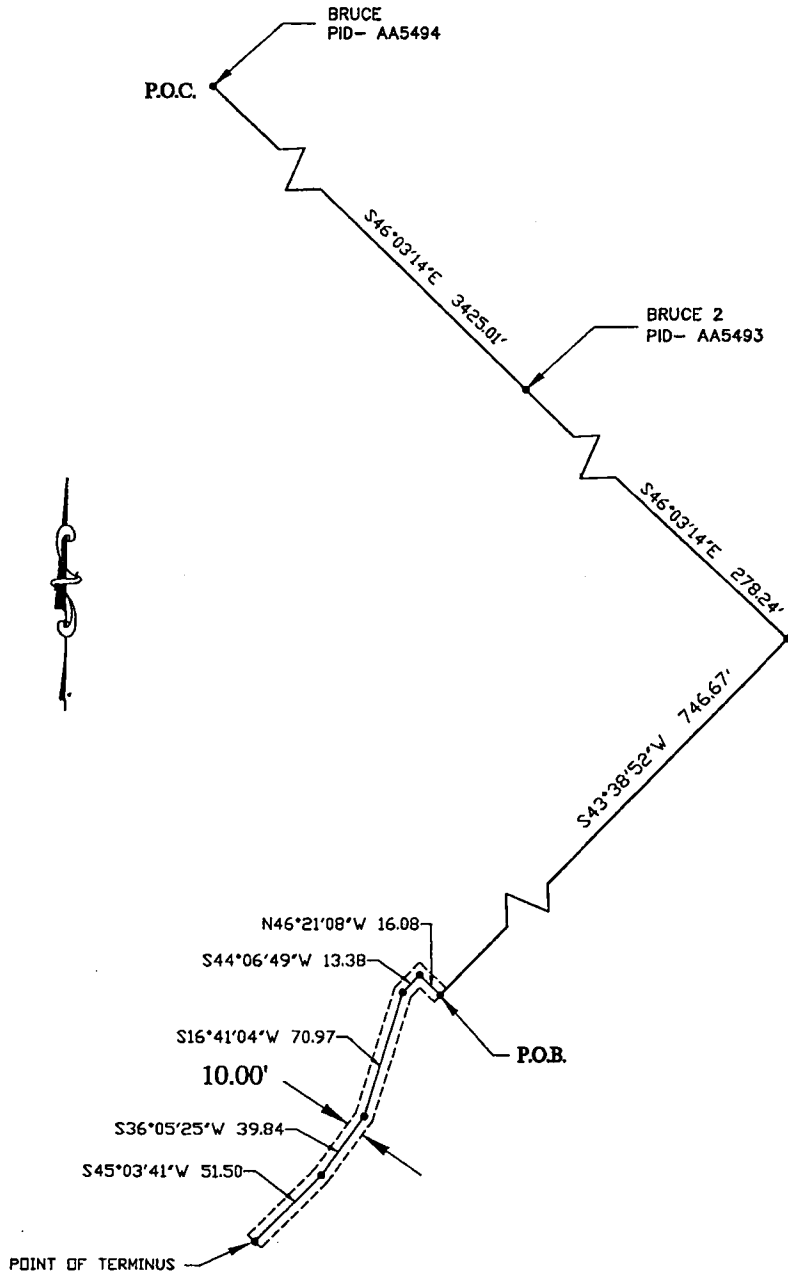 BRUCE
PID- AA5494
P.O.C.
S46°03'14"E 3425.01'
BRUCE 2
PID- AA5493
S46°03'14"E 278.24'
S43°38'52"W 746.67'
N46°21'08"W 16.08
S44°06'49"W 13.38
S16°41'04"W 70.97
P.O.B.
10.00'
S36°05'25"W 39.84
S45°03'41"W 51.50
POINT OF TERMINUS